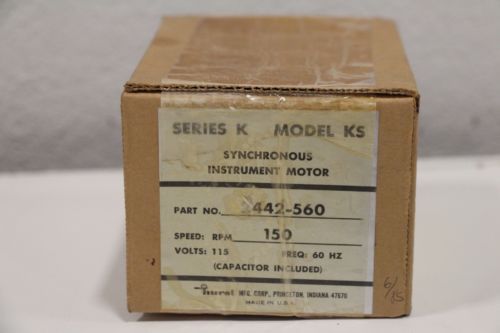 SERIES K MODEL KS
SYNCHRONOUS
INSTRUMENT MOTOR
PART NO. 3442-560
SPEED: RPM 150
VOLTS: 115 FREQ: 60 HZ
(CAPACITOR INCLUDED)
hurst MFG. CORP., PRINCETON, INDIANA 47670
MADE IN U.S.A.
6/15